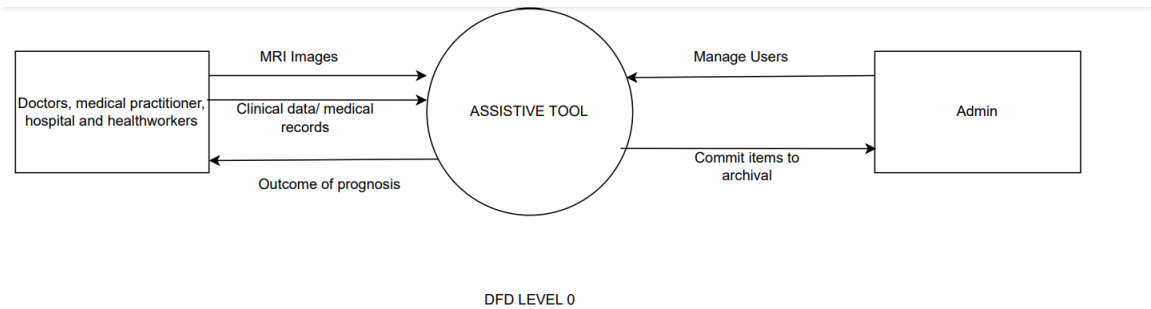 MRI Images
Manage Users
Doctors, medical practitioner,
hospital and healthworkers
Clinical data/ medical
records
ASSISTIVE TOOL
Admin
Outcome of prognosis
Commit items to
archival
DFD LEVEL 0